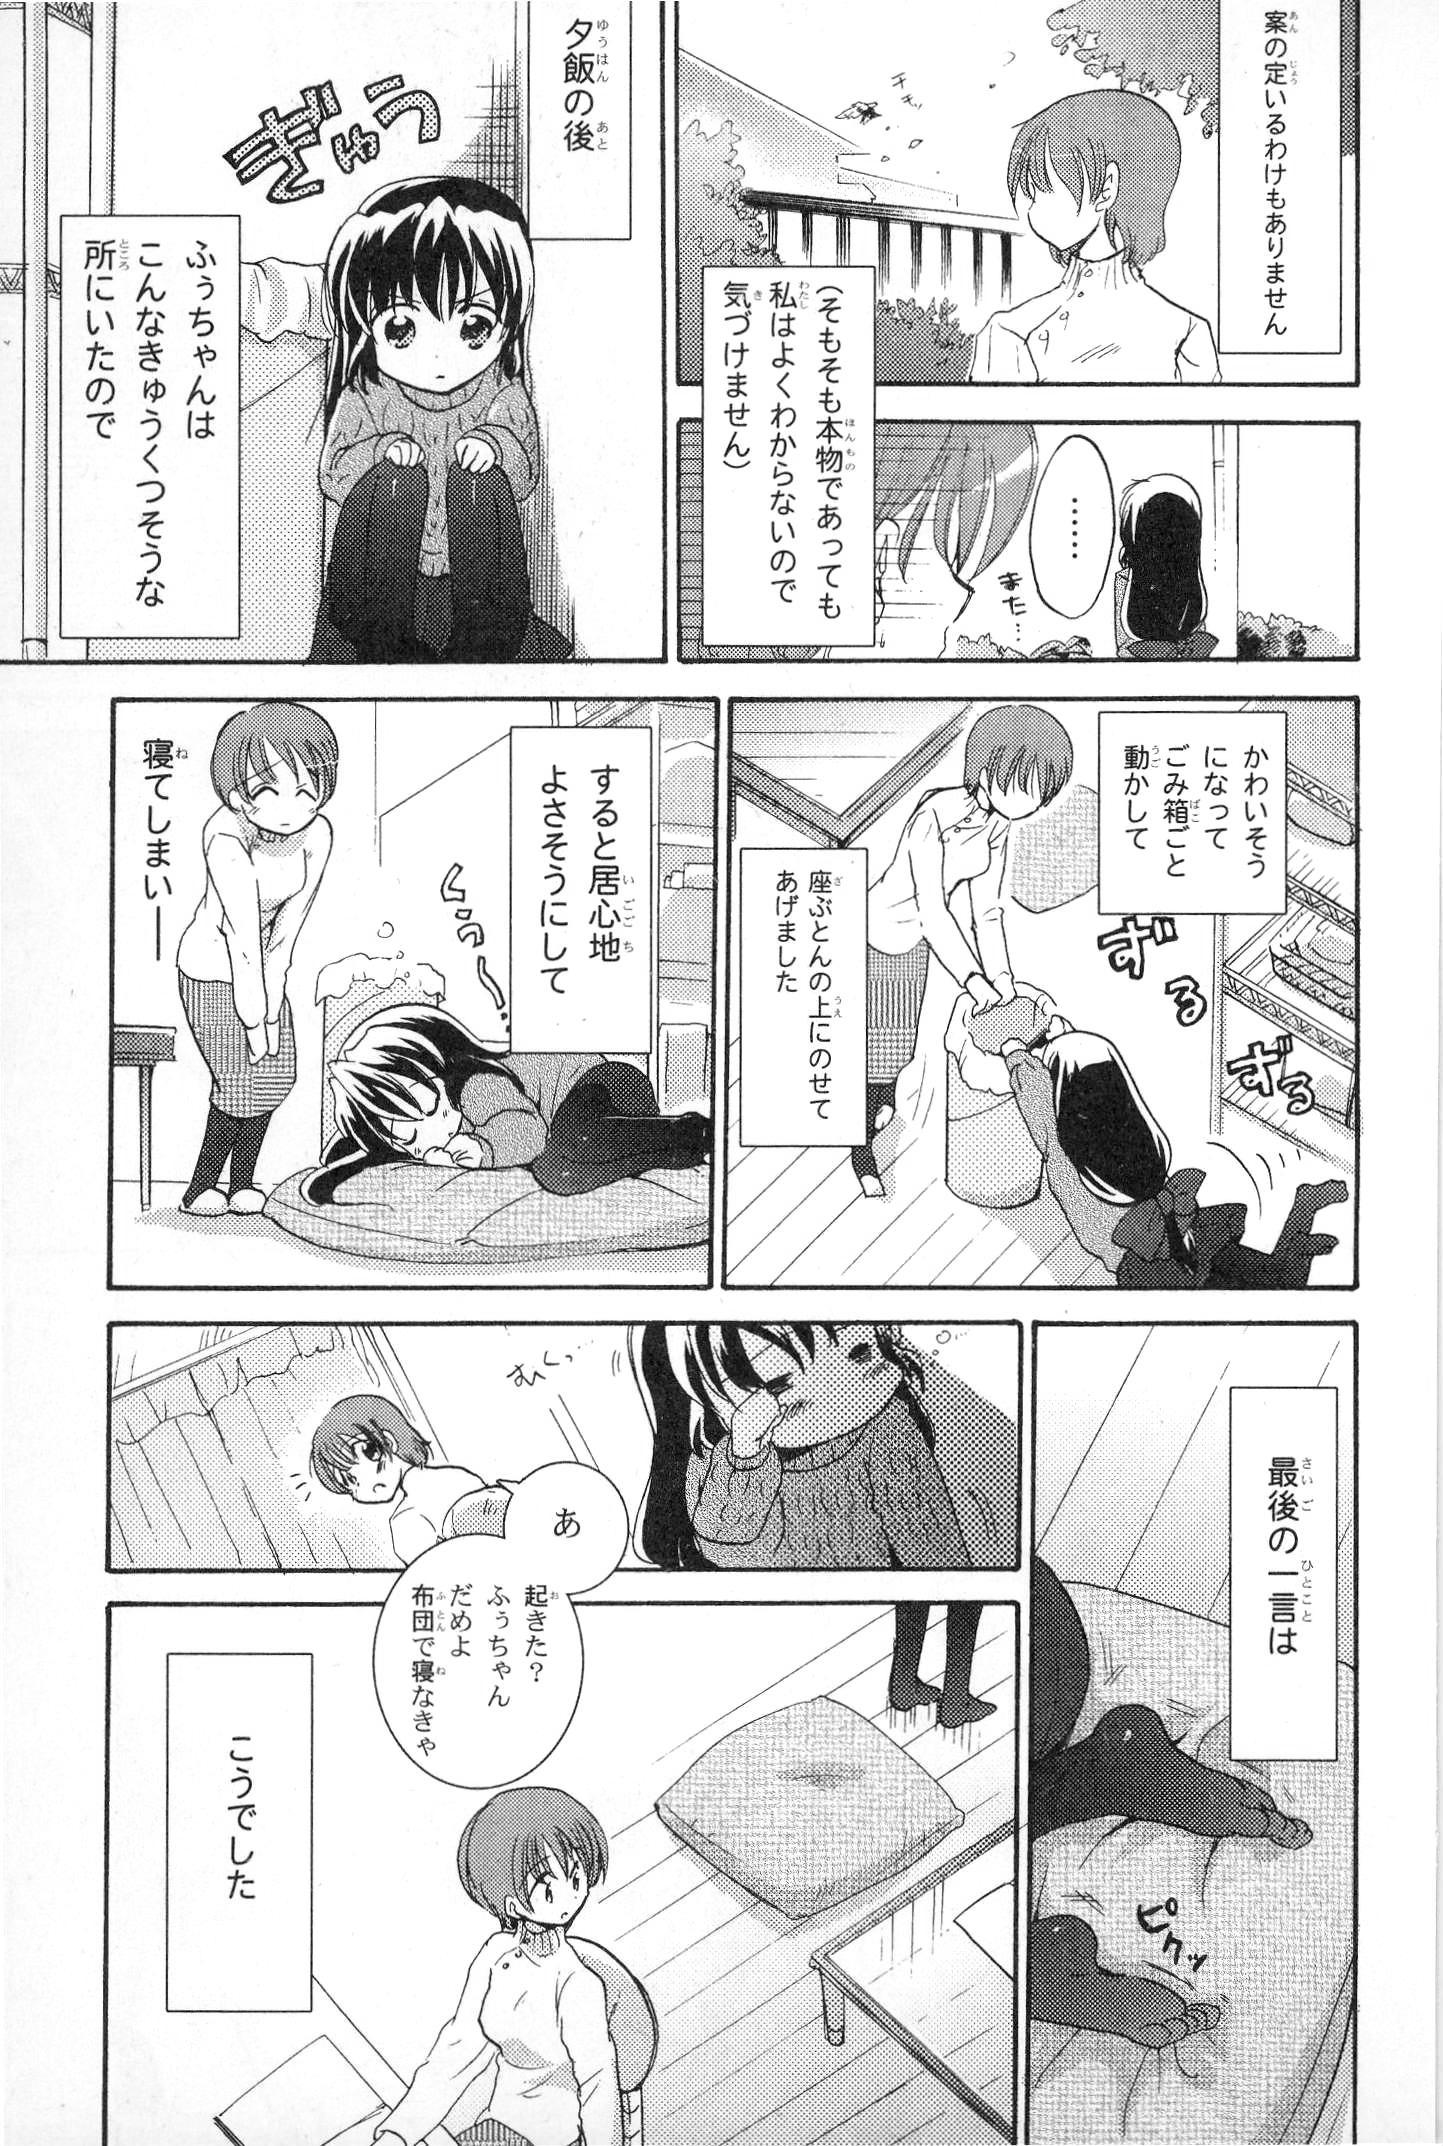 案の定いるわけもありません
チチッ
(そもそも本物であっても
私はよくわからないので
気づけません)
……
また…
夕飯の後
ぎゅう
ふぅちゃんは
こんなきゅうくつそうな
所にいたので
かわいそう
になって
ごみ箱ごと
動かして
ずるずる
座ぶとんの上にのせて
あげました
すると居心地
よさそうにして
くうー
寝てしまい──
最後の一言は
ピクッ
むくっ…
あ
起きた?
ふぅちゃん
だめよ
布団で寝なきゃ
こうでした